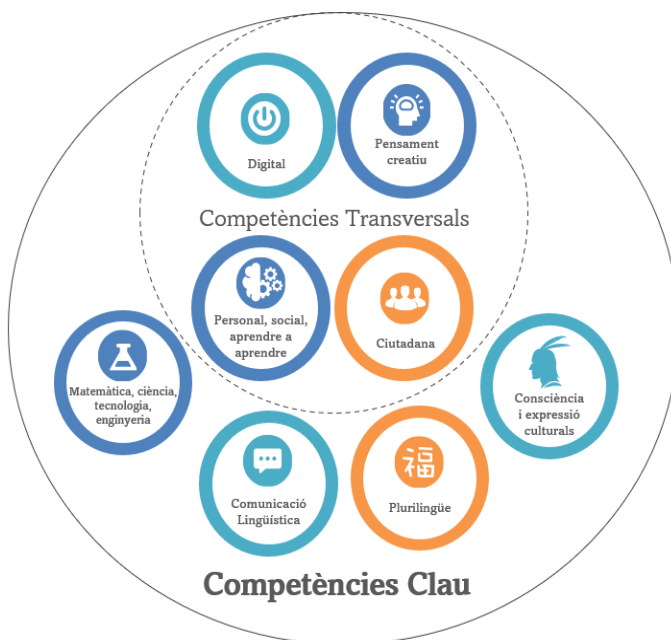 Digital
Pensament
creatiu
Competències Transversals
Personal, social,
aprendre a
aprendre
Ciutadana
Matemàtica, ciència,
tecnologia,
enginyeria
Consciència
i expressió
culturals
Comunicació
Lingüística
福
Plurilingüe
Competències Clau